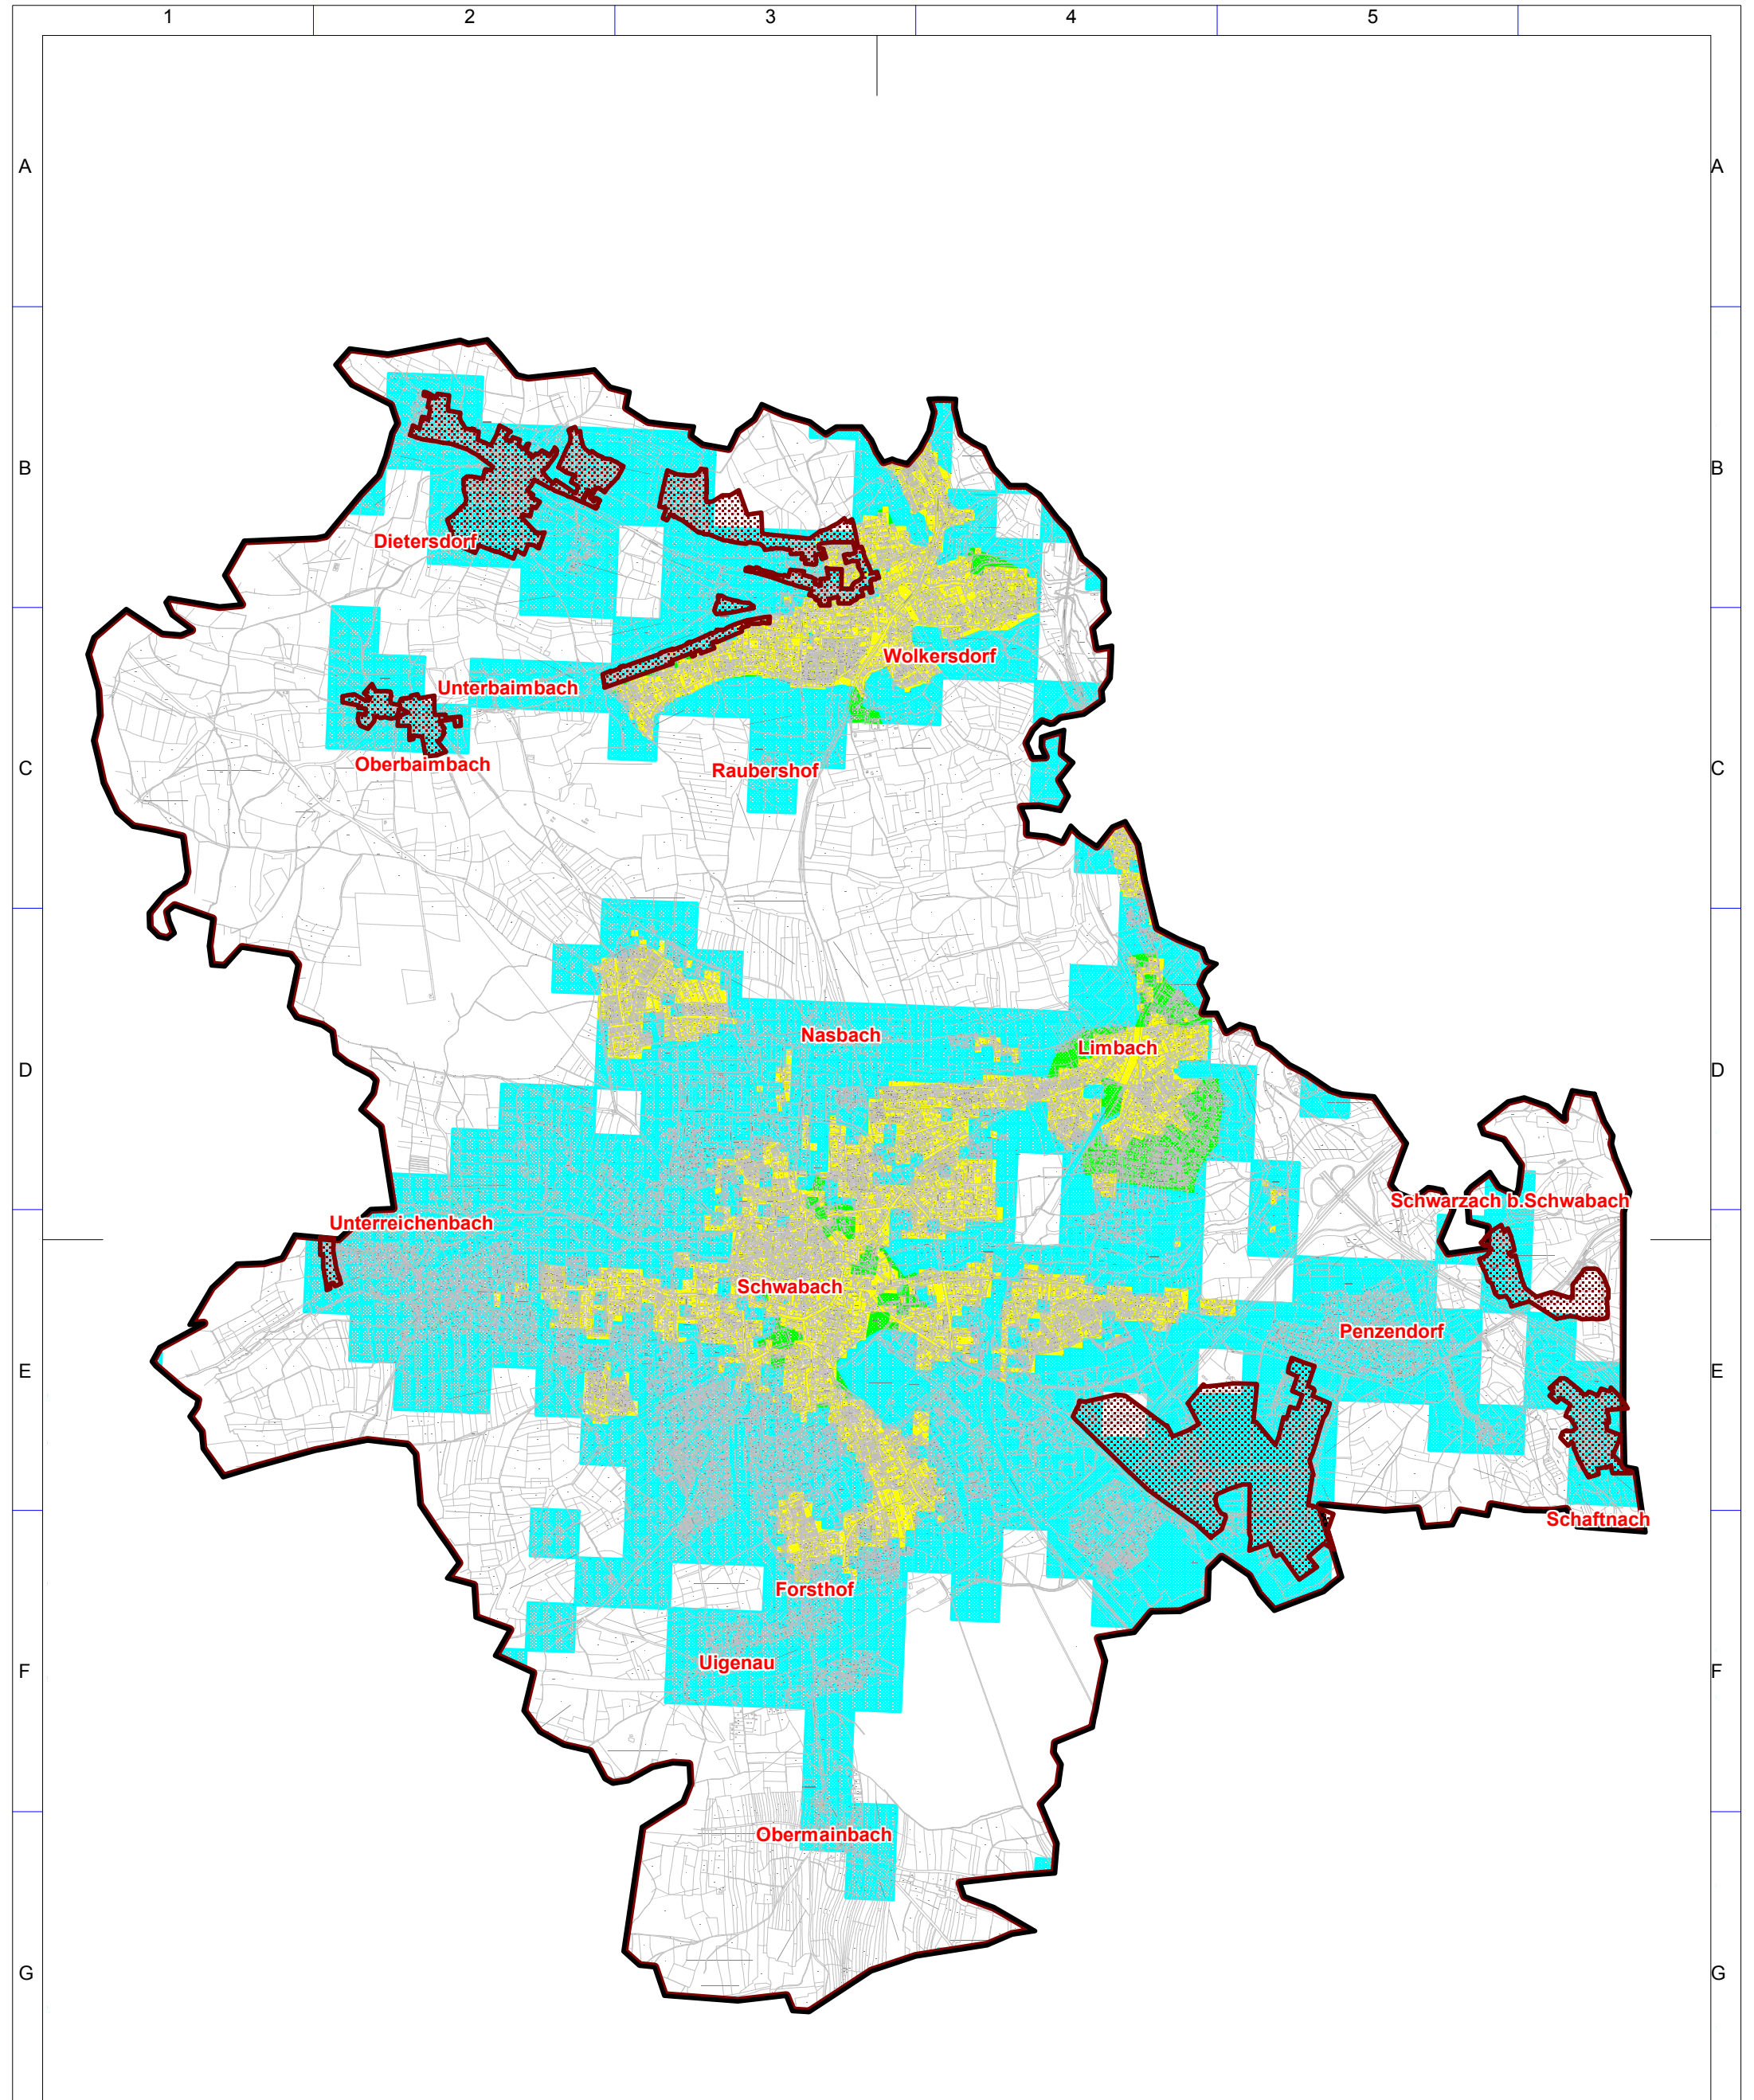 1 2 3 4 5
A A
B B
Dietersdorf
Wolkersdorf
Unterbaimbach
Oberbaimbach
Raubershof
C C
Nasbach
Limbach
D D
Schwarzach b.Schwabach
Unterreichenbach
Schwabach
Penzendorf
E E
Schaftnach
Forsthof
Uigenau
F F
Obermainbach
G G